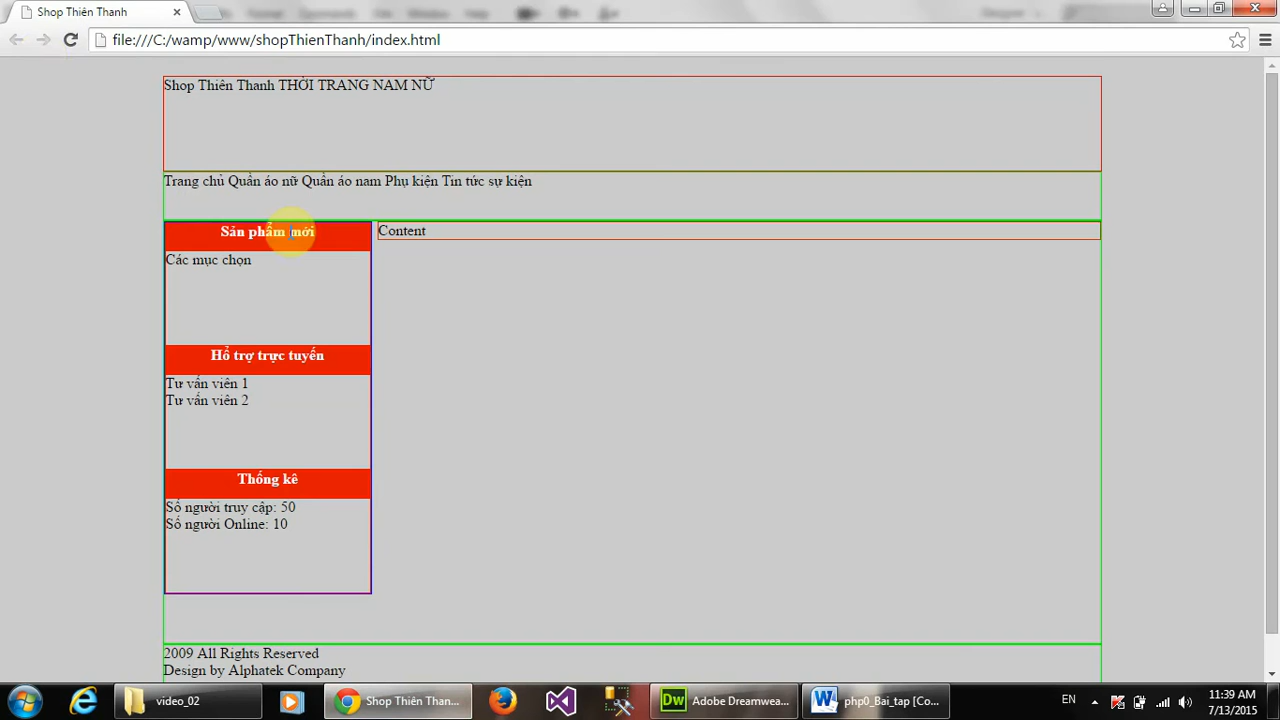 Shop Thiên Thanh
file:///C:/wamp/www/shopThienThanh/index.html
Shop Thiên Thanh THỜI TRANG NAM NỮ
Trang chủ Quần áo nữ Quần áo nam Phụ kiện Tin tức sự kiện
Sản phẩm mới
Content
Các mục chọn
Hổ trợ trực tuyến
Tư vấn viên 1
Tư vấn viên 2
Thống kê
Số người truy cập: 50
Số người Online: 10
2009 All Rights Reserved
Design by Alphatek Company
video_02
Shop Thiên Than...
Dw
Adobe Dreamwea...
php0_Bai_tap [Co...
EN
11:39 AM
7/13/2015